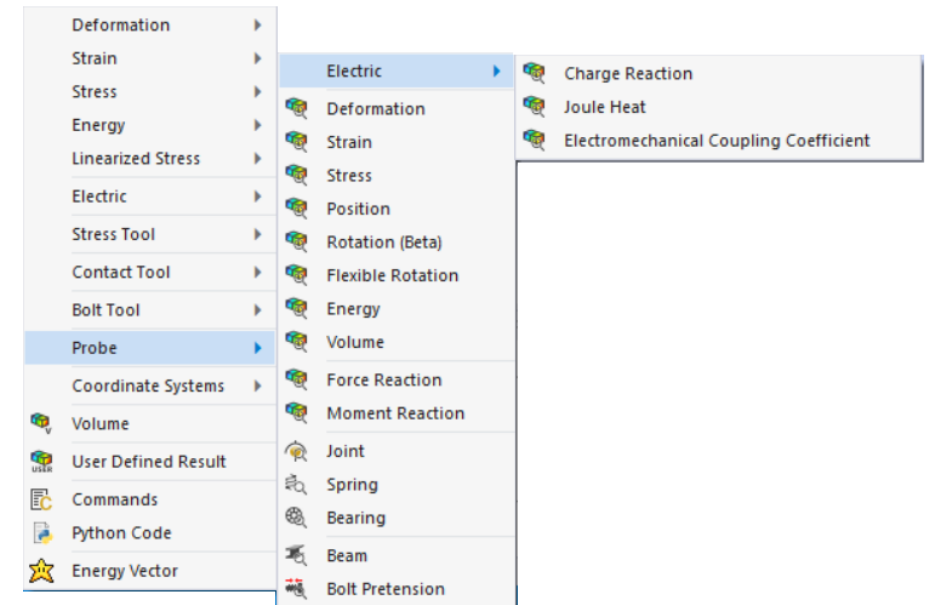 Deformation
Strain
Stress
Energy
Linearized Stress
Electric
Stress Tool
Contact Tool
Bolt Tool
Probe
Coordinate Systems
V
Volume
USER
User Defined Result
C
Commands
Python Code
Energy Vector
Electric
Deformation
Strain
Stress
Position
Rotation (Beta)
Flexible Rotation
Energy
Volume
Force Reaction
Moment Reaction
Joint
Spring
Bearing
Beam
Bolt Pretension
Charge Reaction
Joule Heat
Electromechanical Coupling Coefficient